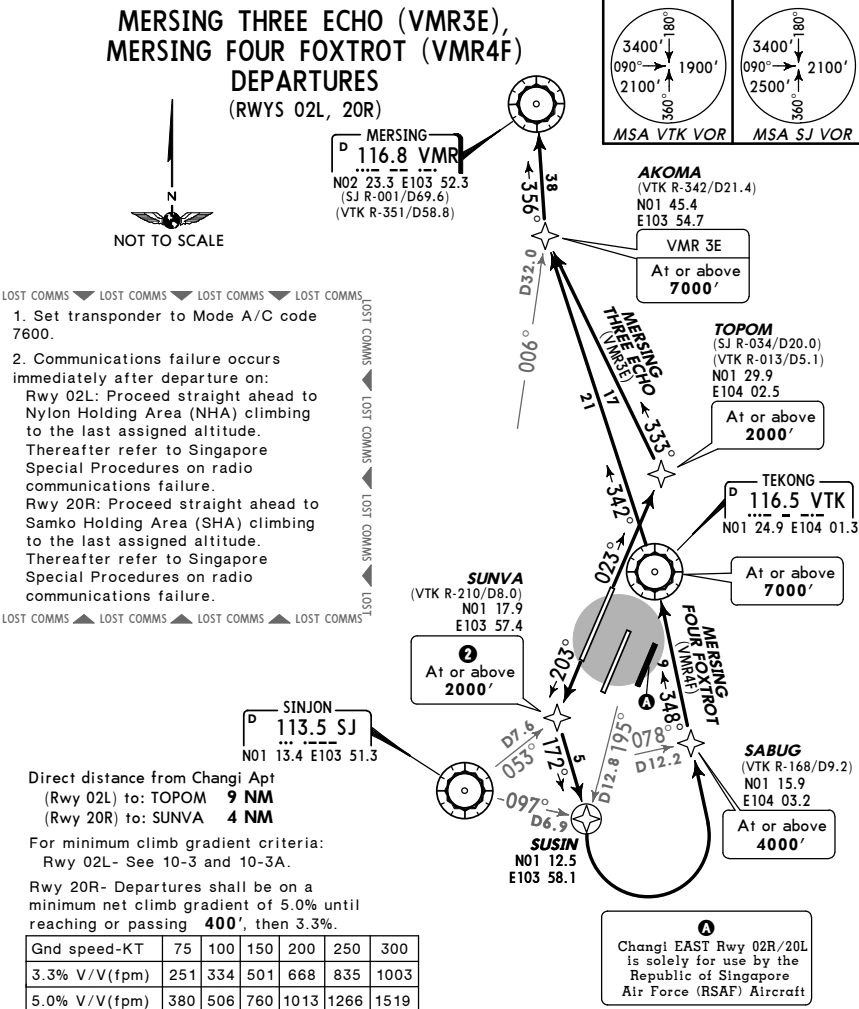 MERSING THREE ECHO (VMR3E),
MERSING FOUR FOXTROT (VMR4F)
DEPARTURES
(RWYS 02L, 20R)
180°
3400'
090°
1900'
2100'
360°
MSA VTK VOR
180°
3400'
090°
2100'
2500'
360°
MSA SJ VOR
N
NOT TO SCALE
MERSING
D 116.8 VMR
N02 23.3 E103 52.3
(SJ R-001/D69.6)
(VTK R-351/D58.8)
38
356°
AKOMA
(VTK R-342/D21.4)
N01 45.4
E103 54.7
VMR 3E
At or above
7000'
D32.0
006°
MERSING
THREE ECHO
(VMR3E)
17
21
333°
342°
TOPOM
(SJ R-034/D20.0)
(VTK R-013/D5.1)
N01 29.9
E104 02.5
At or above
2000'
TEKONG
D 116.5 VTK
N01 24.9 E104 01.3
At or above
7000'
023°
LOST COMMS LOST COMMS LOST COMMS LOST COMMS
1. Set transponder to Mode A/C code
7600.
2. Communications failure occurs
immediately after departure on:
Rwy 02L: Proceed straight ahead to
Nylon Holding Area (NHA) climbing
to the last assigned altitude.
Thereafter refer to Singapore
Special Procedures on radio
communications failure.
Rwy 20R: Proceed straight ahead to
Samko Holding Area (SHA) climbing
to the last assigned altitude.
Thereafter refer to Singapore
Special Procedures on radio
communications failure.
LOST COMMS LOST COMMS LOST COMMS LOST COMMS
LOST COMMS LOST COMMS LOST COMMS LOST
SUNVA
(VTK R-210/D8.0)
N01 17.9
E103 57.4
2
At or above
2000'
203°
A
MERSING
FOUR FOXTROT
(VMR4F)
9
348°
SINJON
D 113.5 SJ
N01 13.4 E103 51.3
D7.6
053°
172°
5
097°
D6.9
195°
D12.8
078°
D12.2
SUSIN
N01 12.5
E103 58.1
SABUG
(VTK R-168/D9.2)
N01 15.9
E104 03.2
At or above
4000'
Direct distance from Changi Apt
(Rwy 02L) to: TOPOM 9 NM
(Rwy 20R) to: SUNVA 4 NM
For minimum climb gradient criteria:
Rwy 02L- See 10-3 and 10-3A.
Rwy 20R- Departures shall be on a
minimum net climb gradient of 5.0% until
reaching or passing 400', then 3.3%.
Gnd speed-KT 75 100 150 200 250 300
3.3% V/V(fpm) 251 334 501 668 835 1003
5.0% V/V(fpm) 380 506 760 1013 1266 1519
A
Changi EAST Rwy 02R/20L
is solely for use by the
Republic of Singapore
Air Force (RSAF) Aircraft